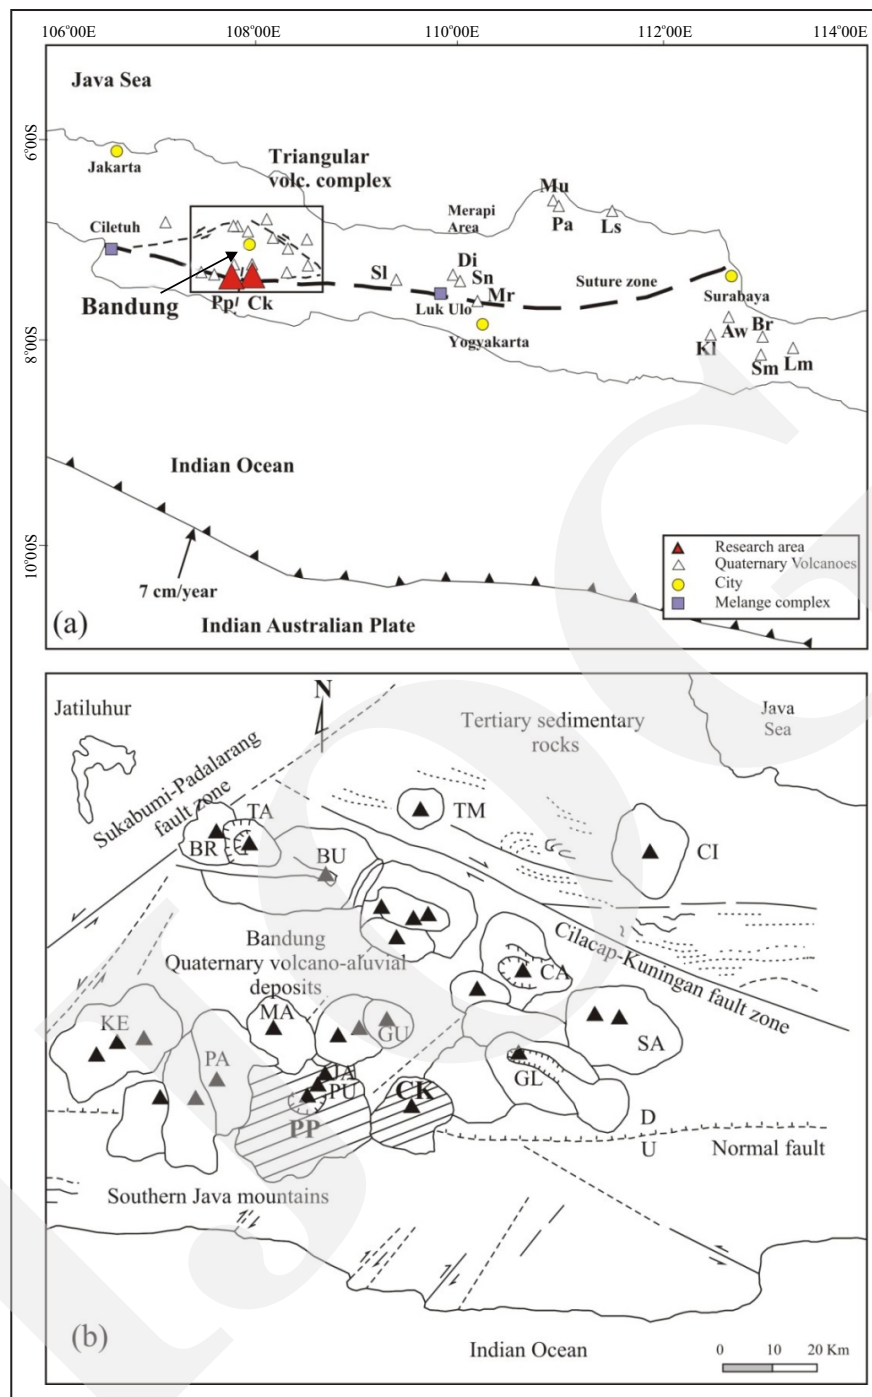 106°00E 108°00E 110°00E 112°00E 114°00E
Java Sea
6°00S
Jakarta
Triangular
volc. complex
Mu
Merapi
Area
Pa
Ls
Ciletuh
Di
Sl
Sn
Suture zone
Mr
Bandung
Pp
Ck
Luk Ulo
Surabaya
Yogyakarta
8°00S
Aw
Br
Kl
Sm
Lm
Indian Ocean
10°00S
7 cm/year
Research area
Quaternary Volcanoes
City
Melange complex
(a)
Indian Australian Plate
Jatiluhur
N
Tertiary sedimentary
rocks
Java
Sea
Sukabumi-Padalarang
fault zone
TA
TM
BR
BU
CI
Bandung
Quaternary volcano-aluvial
deposits
Cilacap-Kuningan fault zone
CA
MA
KE
GU
SA
PA
IA
PU
GL
CK
PP
D
U
Normal fault
Southern Java mountains
(b)
Indian Ocean
0 10 20 Km